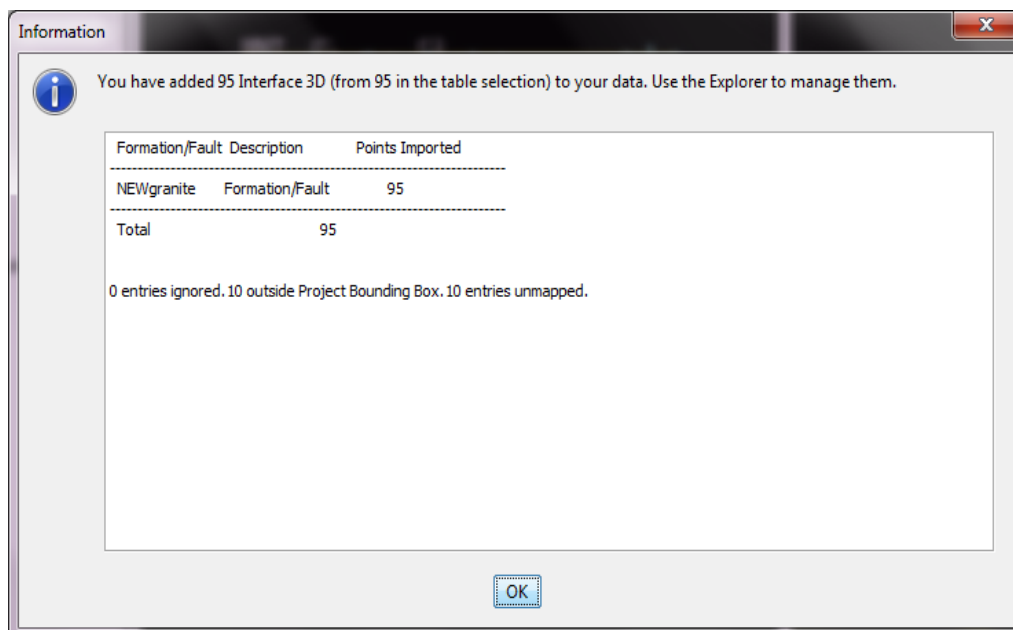 Information
You have added 95 Interface 3D (from 95 in the table selection) to your data. Use the Explorer to manage them.
Formation/Fault Description Points Imported
------------------------------------------------------------------------
NEWgranite Formation/Fault 95
------------------------------------------------------------------------
Total 95
0 entries ignored. 10 outside Project Bounding Box. 10 entries unmapped.
OK